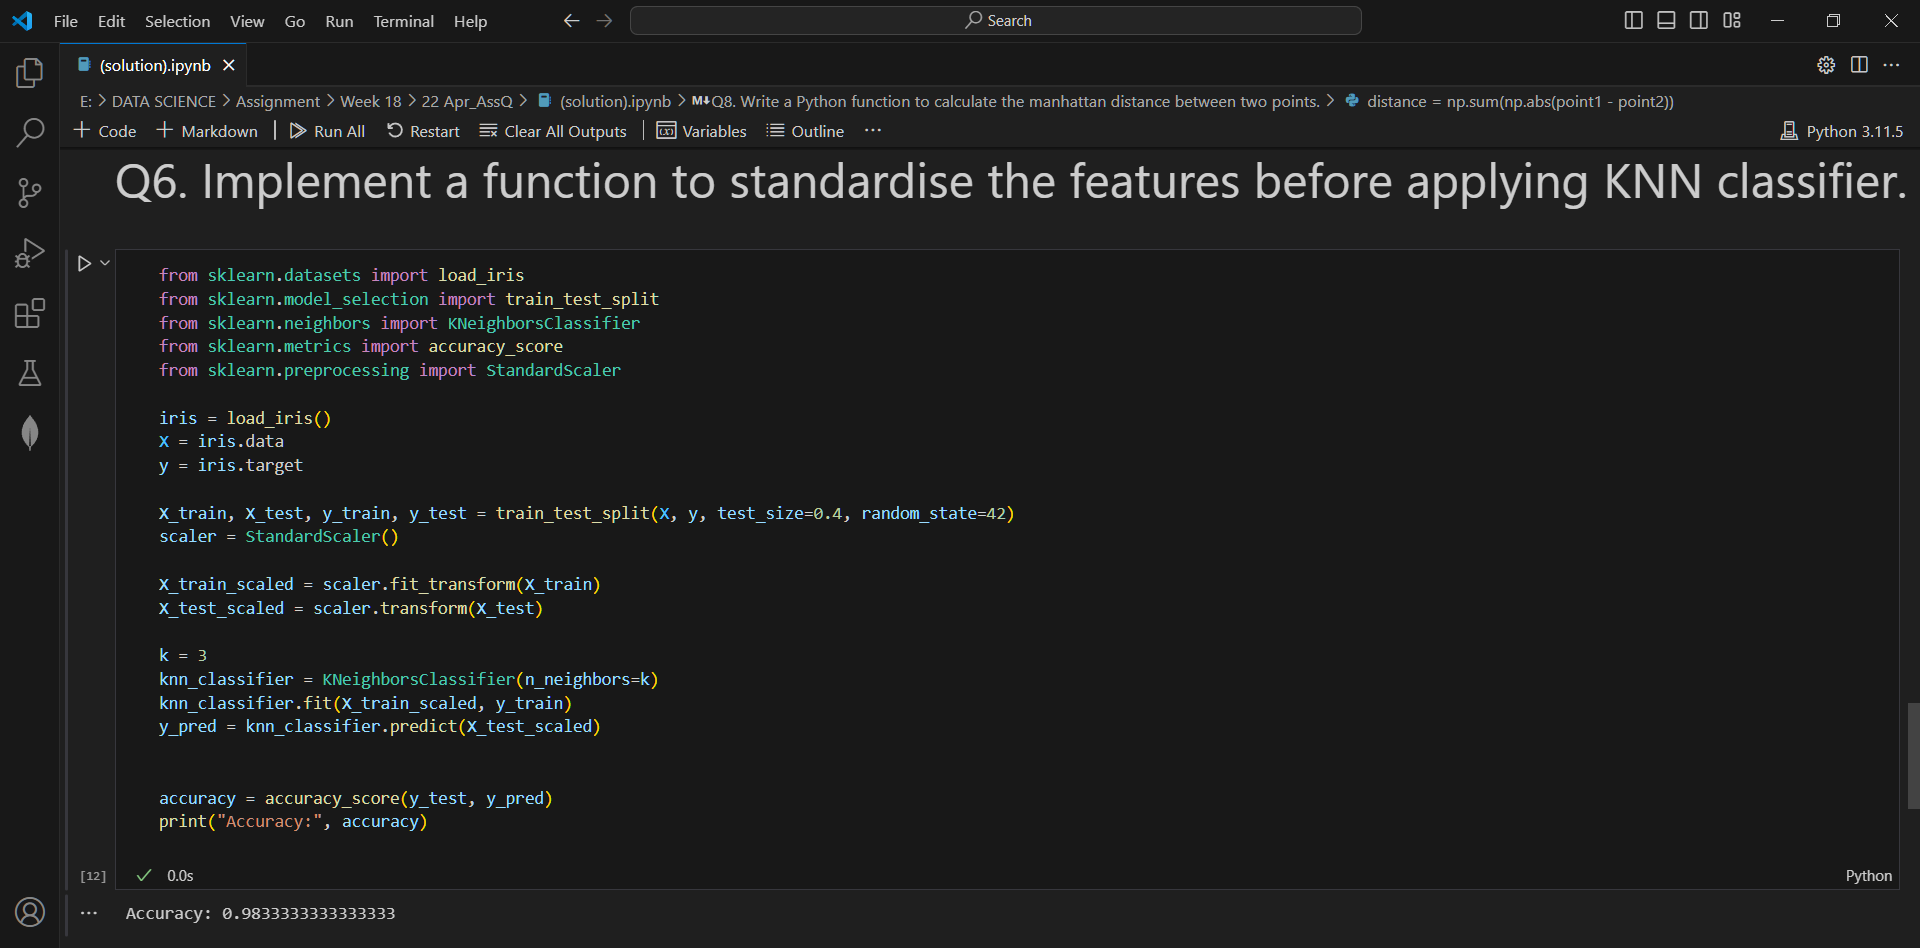 File Edit Selection View Go Run Terminal Help
Search
(solution).ipynb
E: > DATA SCIENCE > Assignment > Week 18 > 22 Apr_AssQ > (solution).ipynb > M↓Q8. Write a Python function to calculate the manhattan distance between two points. > distance = np.sum(np.abs(point1 - point2))
+ Code + Markdown | Run All Restart Clear All Outputs | Variables Outline ...
Python 3.11.5
Q6. Implement a function to standardise the features before applying KNN classifier.
from sklearn.datasets import load_iris
from sklearn.model_selection import train_test_split
from sklearn.neighbors import KNeighborsClassifier
from sklearn.metrics import accuracy_score
from sklearn.preprocessing import StandardScaler
iris = load_iris()
X = iris.data
y = iris.target
X_train, X_test, y_train, y_test = train_test_split(X, y, test_size=0.4, random_state=42)
scaler = StandardScaler()
X_train_scaled = scaler.fit_transform(X_train)
X_test_scaled = scaler.transform(X_test)
k = 3
knn_classifier = KNeighborsClassifier(n_neighbors=k)
knn_classifier.fit(X_train_scaled, y_train)
y_pred = knn_classifier.predict(X_test_scaled)
accuracy = accuracy_score(y_test, y_pred)
print("Accuracy:", accuracy)
[12]
0.0s
Python
... Accuracy: 0.9833333333333333